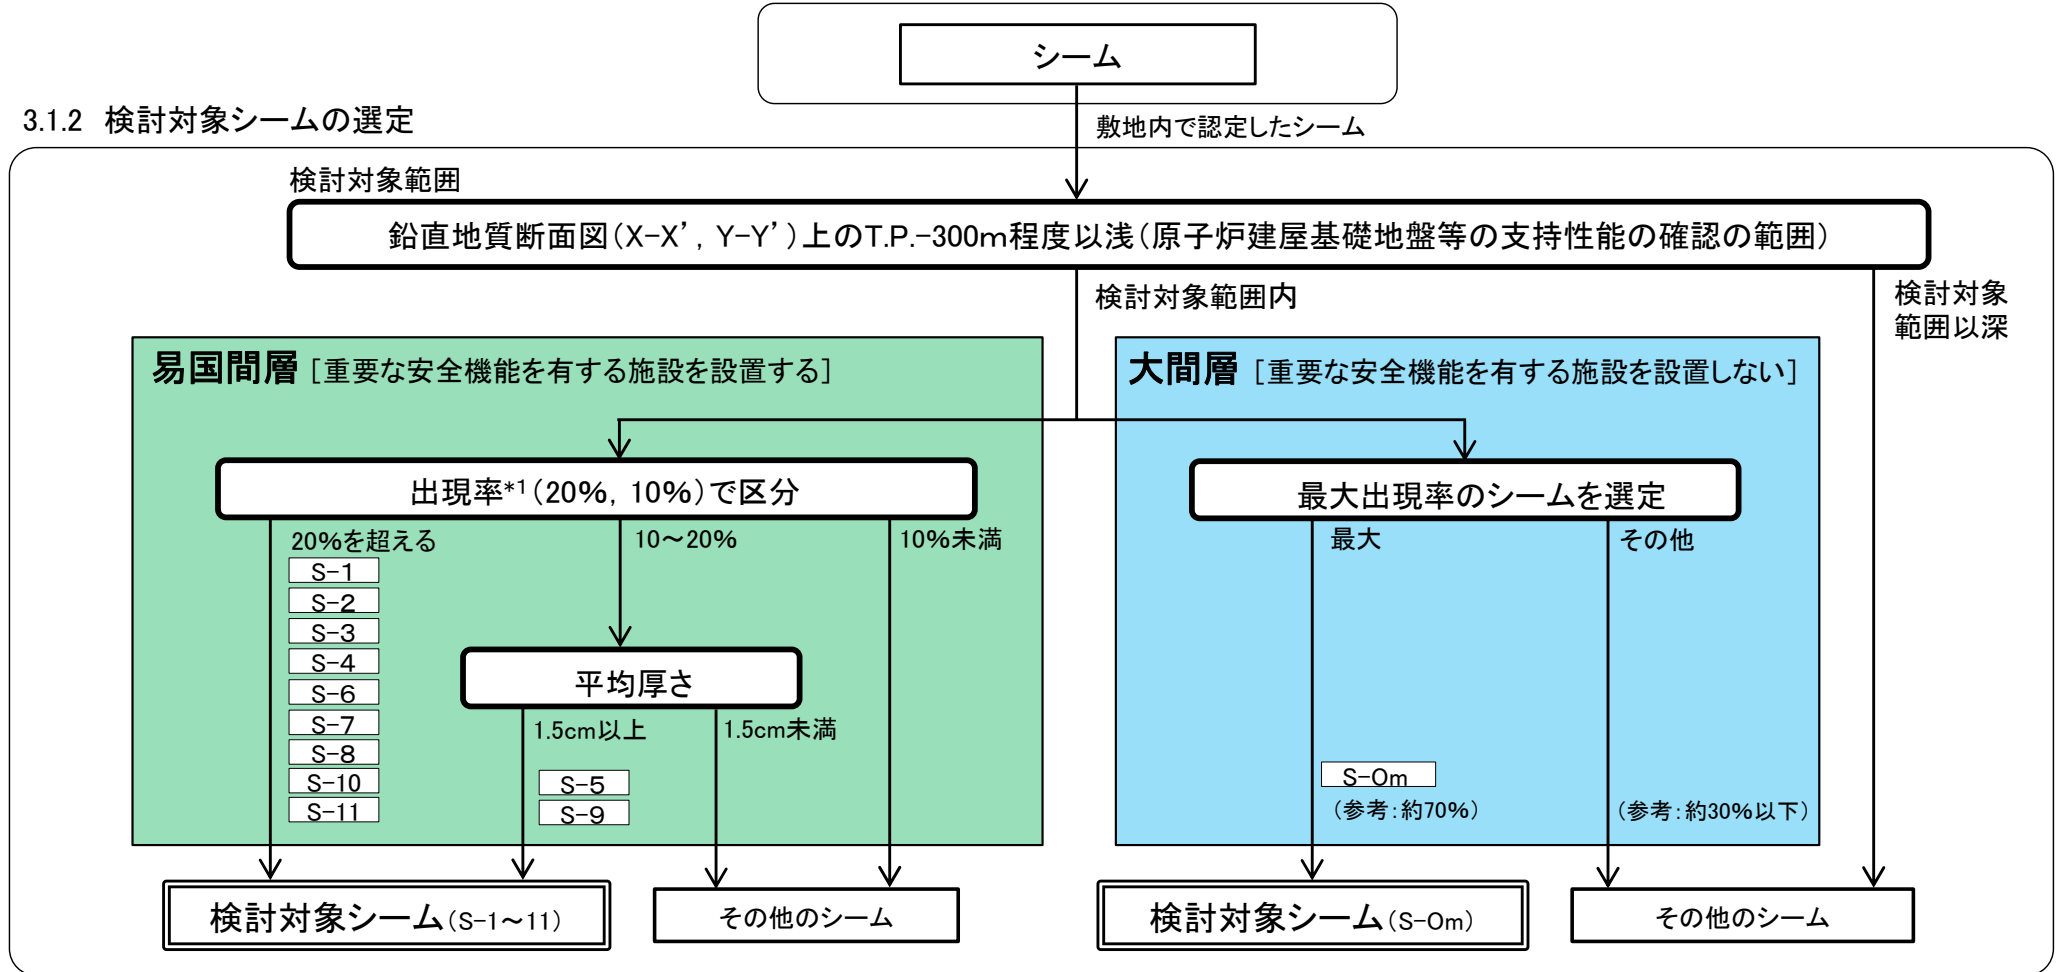 シーム
3.1.2 検討対象シームの選定
敷地内で認定したシーム
検討対象範囲
鉛直地質断面図(X-X’, Y-Y’)上のT.P.-300m程度以浅(原子炉建屋基礎地盤等の支持性能の確認の範囲)
検討対象範囲内
検討対象
範囲以深
易国間層 [重要な安全機能を有する施設を設置する]
大間層 [重要な安全機能を有する施設を設置しない]
出現率*1(20%, 10%)で区分
最大出現率のシームを選定
20%を超える
10~20%
10%未満
最大
その他
S-1
S-2
S-3
S-4
S-6
S-7
S-8
S-10
S-11
平均厚さ
1.5cm以上
1.5cm未満
S-5
S-9
S-Om
(参考:約70%)
(参考:約30%以下)
検討対象シーム(S-1~11)
その他のシーム
検討対象シーム(S-Om)
その他のシーム